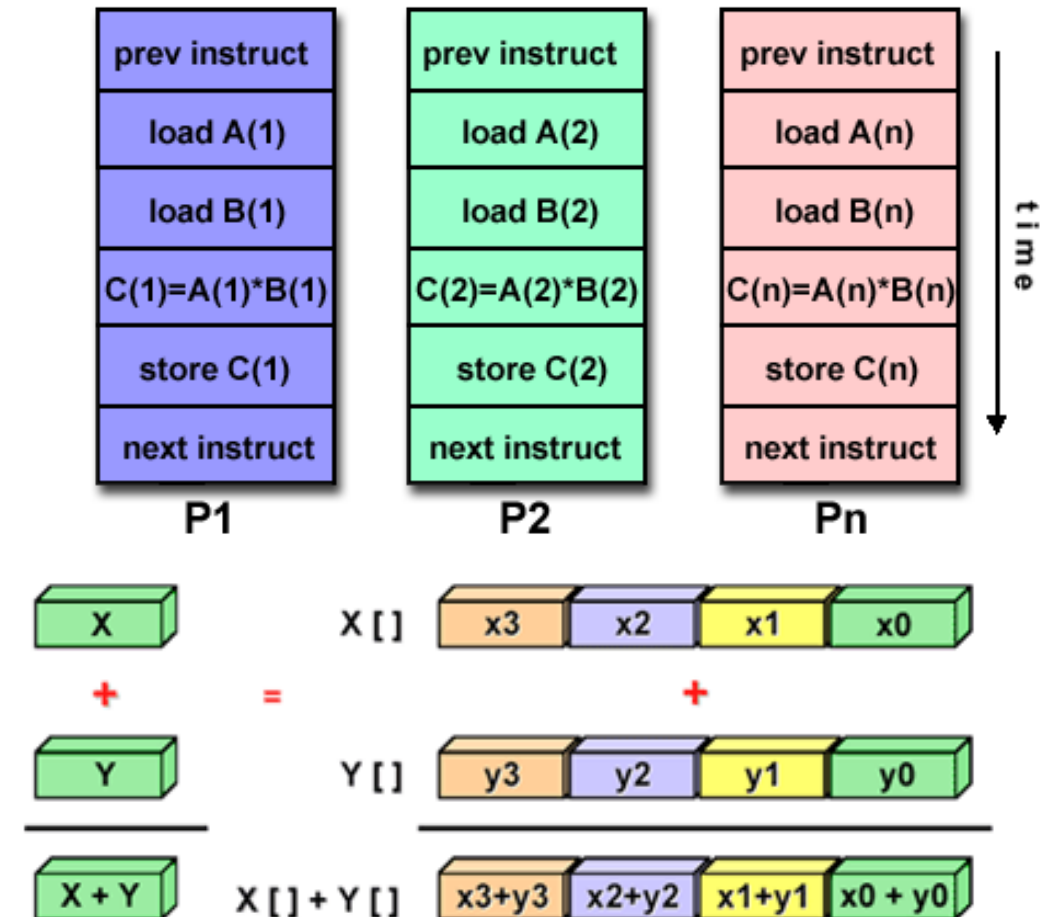 prev instruct prev instruct prev instruct
load A(1) load A(2) load A(n)
load B(1) load B(2) load B(n)
C(1)=A(1)*B(1) C(2)=A(2)*B(2) C(n)=A(n)*B(n)
store C(1) store C(2) store C(n)
next instruct next instruct next instruct
P1 P2 Pn
time
X X [ ] x3 x2 x1 x0
+ = +
Y Y [ ] y3 y2 y1 y0
X + Y X [ ] + Y [ ] x3+y3 x2+y2 x1+y1 x0 + y0